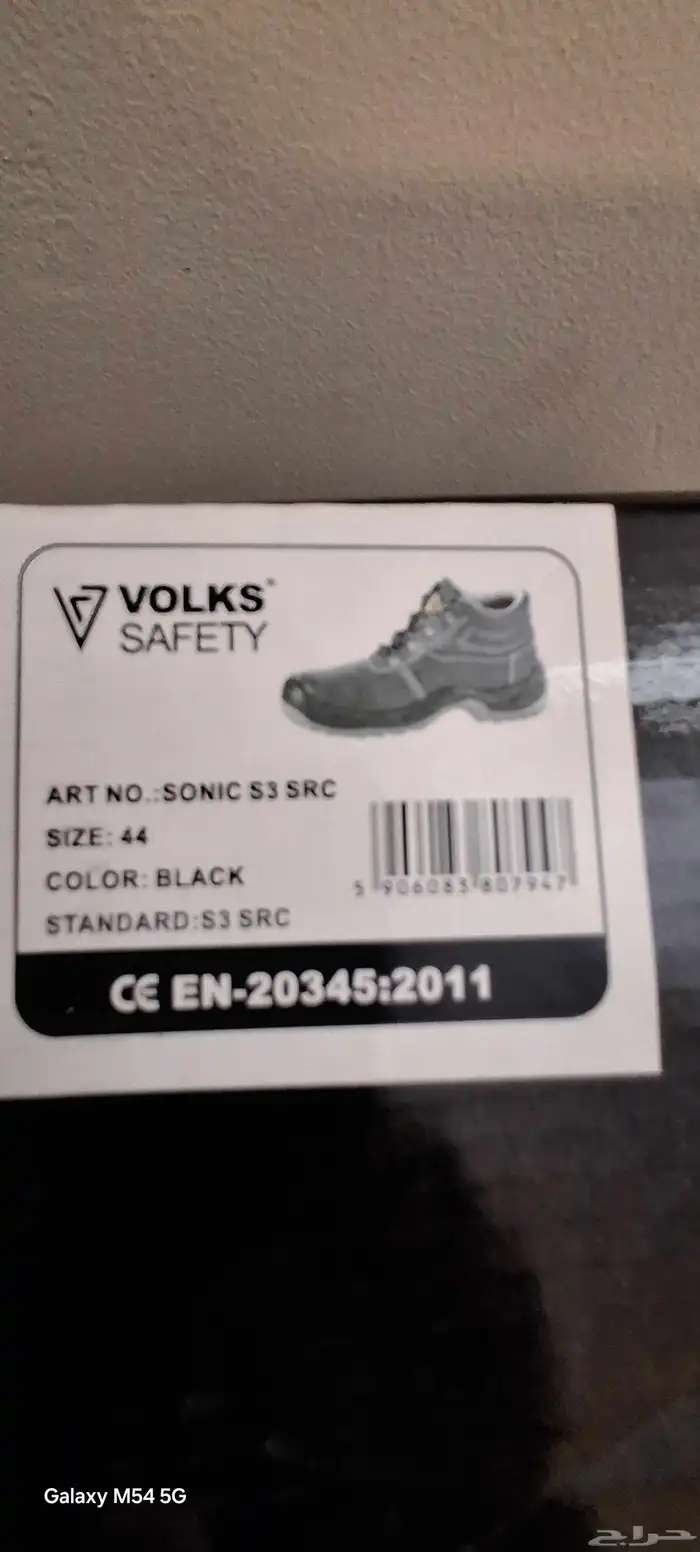 VOLKS®
SAFETY
ART NO.:SONIC S3 SRC
SIZE: 44
COLOR: BLACK
STANDARD:S3 SRC
5 906083 807947
CE EN-20345:2011
Galaxy M54 5G
حراج